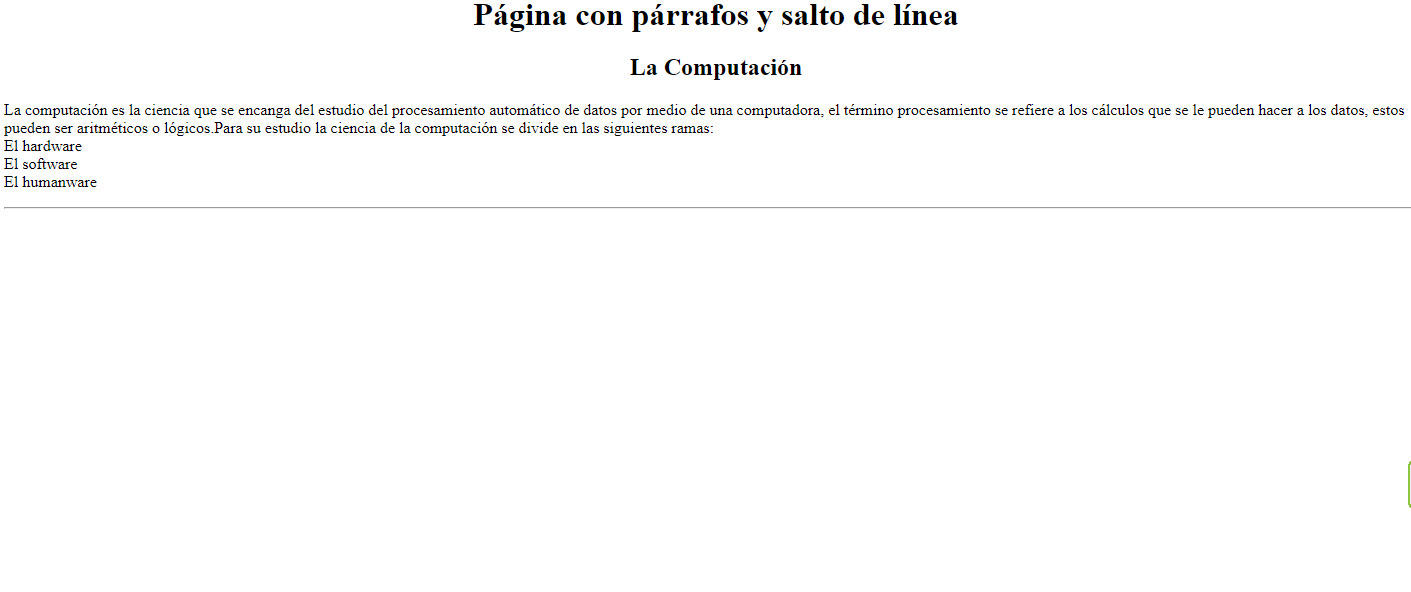 Página con párrafos y salto de línea
La Computación
La computación es la ciencia que se encanga del estudio del procesamiento automático de datos por medio de una computadora, el término procesamiento se refiere a los cálculos que se le pueden hacer a los datos, estos
pueden ser aritméticos o lógicos.Para su estudio la ciencia de la computación se divide en las siguientes ramas:
El hardware
El software
El humanware